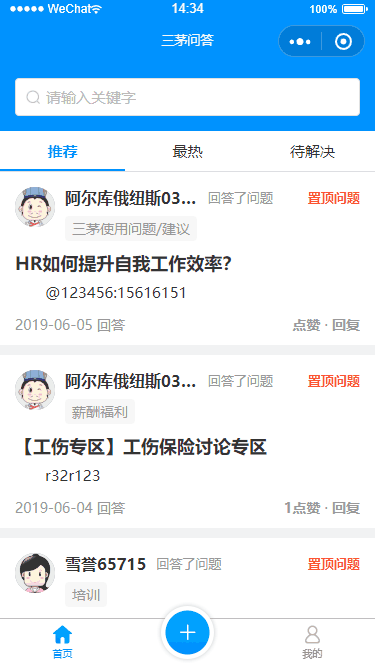 WeChat 14:34 100%
三茅问答
请输入关键字
推荐 最热 待解决
阿尔库俄纽斯03... 回答了问题 置顶问题
三茅使用问题/建议
HR如何提升自我工作效率?
@123456:15616151
2019-06-05 回答 点赞 · 回复
阿尔库俄纽斯03... 回答了问题 置顶问题
薪酬福利
【工伤专区】工伤保险讨论专区
r32r123
2019-06-04 回答 1点赞 · 回复
雪誉65715 回答了问题 置顶问题
培训
首页 我的